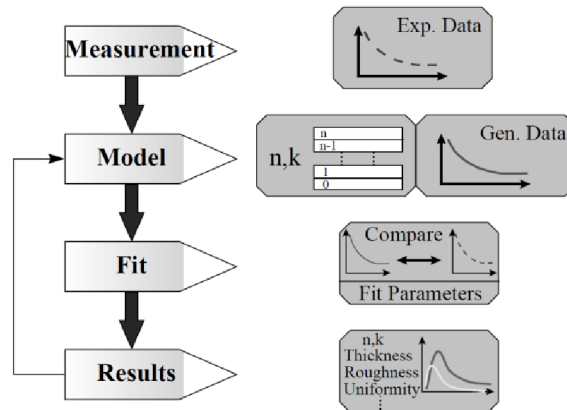 Measurement
Exp. Data
Model
n,k
n
n-1
1
0
Gen. Data
Fit
Compare
Fit Parameters
Results
n,k
Thickness
Roughness
Uniformity